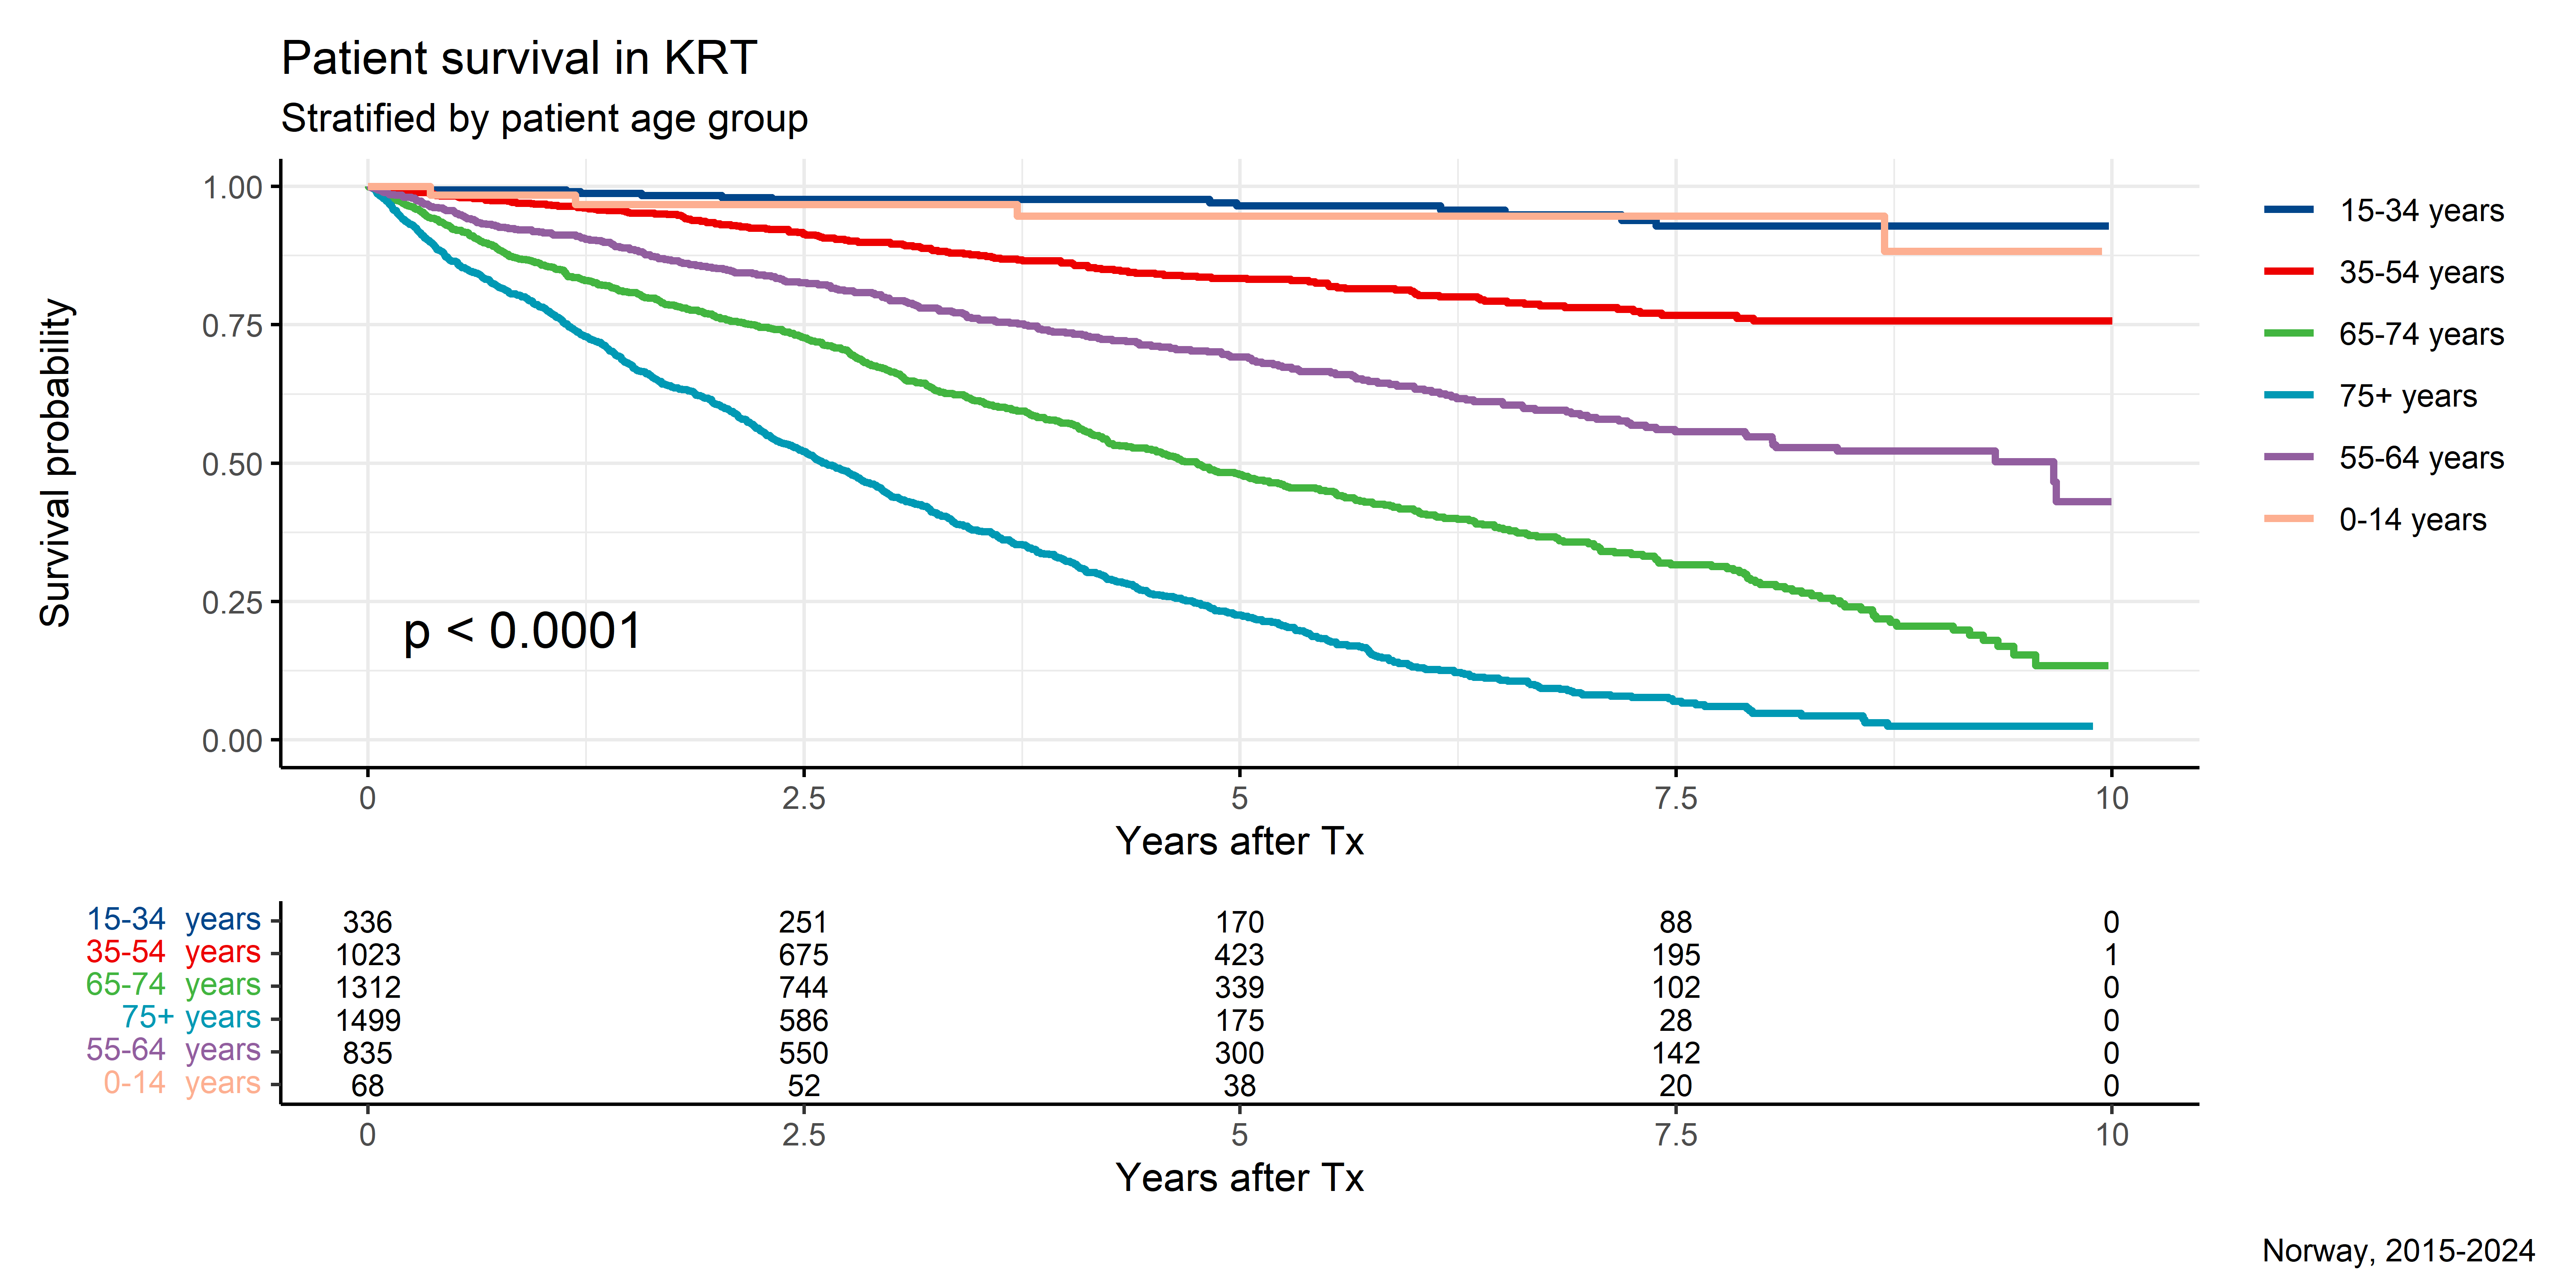 Patient survival in KRT
Stratified by patient age group
Survival probability
1.00
0.75
0.50
0.25
0.00
p < 0.0001
0 2.5 5 7.5 10
Years after Tx
15-34 years
35-54 years
65-74 years
75+ years
55-64 years
0-14 years
15-34 years 336 251 170 88 0
35-54 years 1023 675 423 195 1
65-74 years 1312 744 339 102 0
75+ years 1499 586 175 28 0
55-64 years 835 550 300 142 0
0-14 years 68 52 38 20 0
0 2.5 5 7.5 10
Years after Tx
Norway, 2015-2024